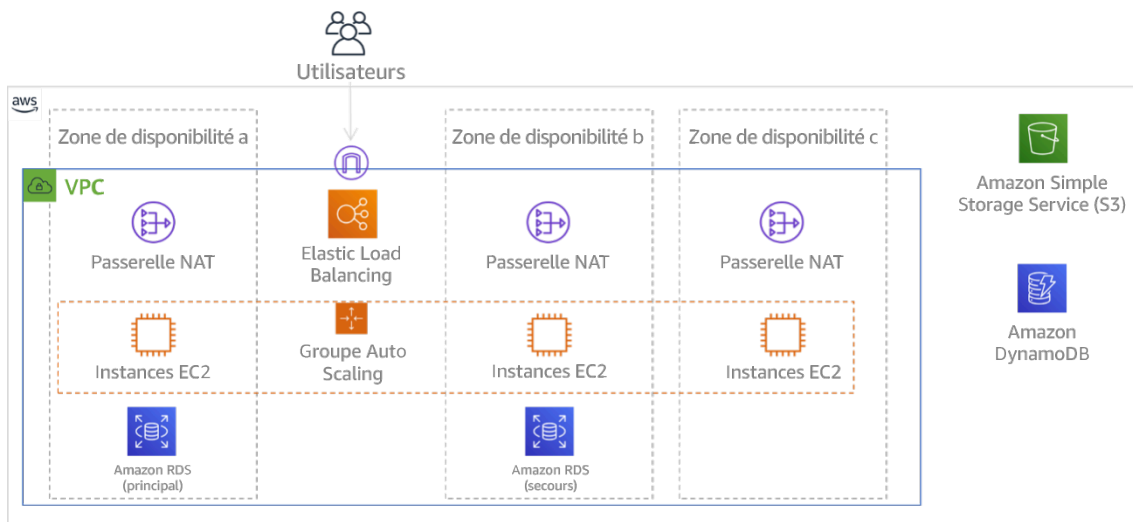 Utilisateurs
aws
Zone de disponibilité a
Zone de disponibilité b
Zone de disponibilité c
VPC
Passerelle NAT
Elastic Load
Balancing
Passerelle NAT
Passerelle NAT
Instances EC2
Groupe Auto
Scaling
Instances EC2
Instances EC2
Amazon RDS
(principal)
Amazon RDS
(secours)
Amazon Simple
Storage Service (S3)
Amazon
DynamoDB